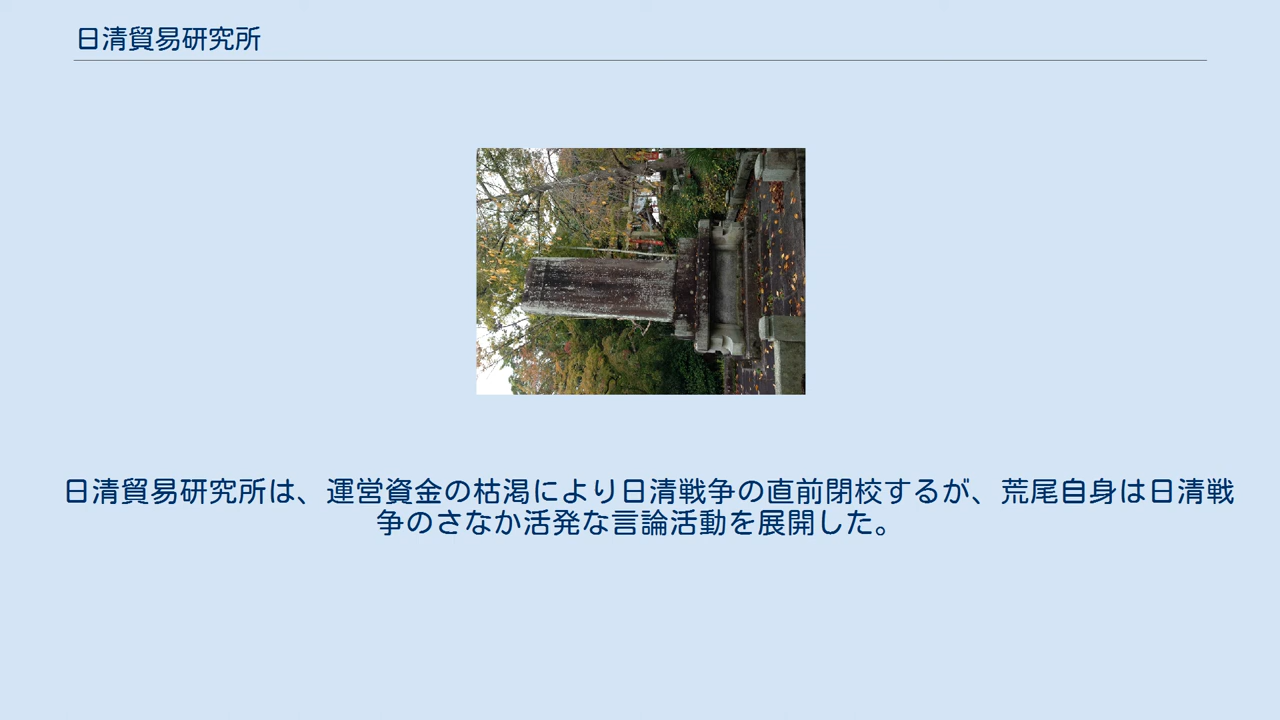 日清貿易研究所
日清貿易研究所は、運営資金の枯渇により日清戦争の直前閉校するが、荒尾自身は日清戦
争のさなか活発な言論活動を展開した。